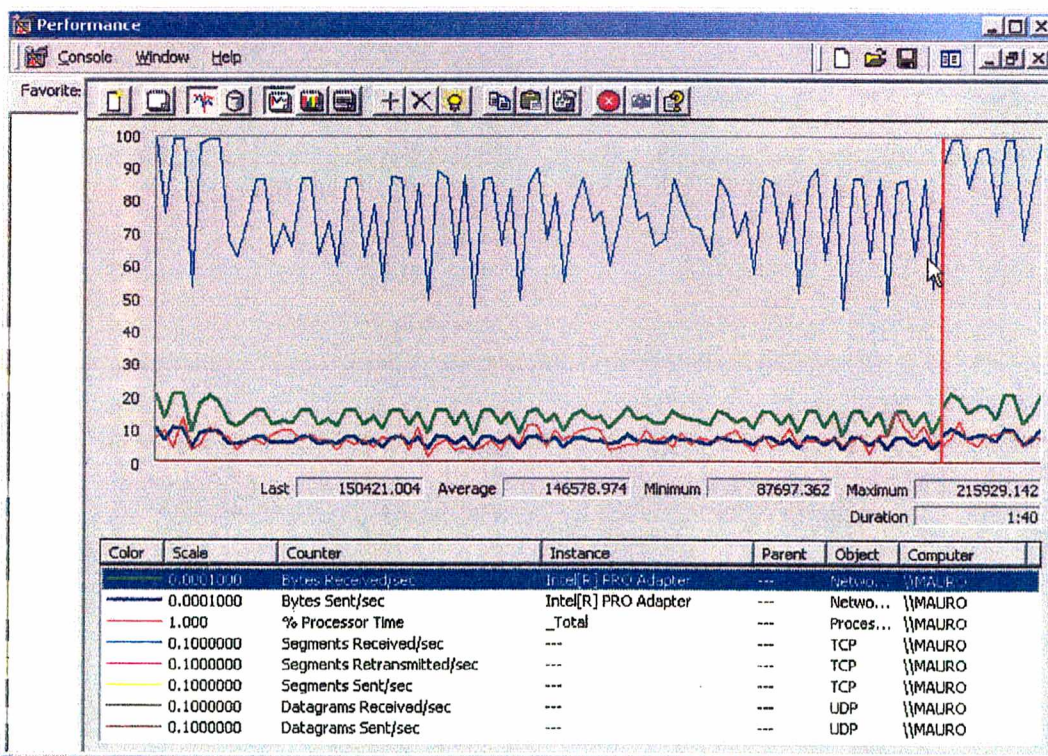 Performance
Console Window Help
Favorite
100
90
80
70
60
50
40
30
20
10
0
Last 150421.004 Average 146578.974 Minimum 87697.362 Maximum 215929.142
Duration 1:40
Color Scale Counter Instance Parent Object Computer
0.0001000 Bytes Received/sec Intel[R] PRO Adapter --- Netwo... \\MAURO
0.0001000 Bytes Sent/sec Intel[R] PRO Adapter --- Netwo... \\MAURO
1.000 % Processor Time _Total --- Proces... \\MAURO
0.1000000 Segments Received/sec --- --- TCP \\MAURO
0.1000000 Segments Retransmitted/sec --- --- TCP \\MAURO
0.1000000 Segments Sent/sec --- --- TCP \\MAURO
0.1000000 Datagrams Received/sec --- --- UDP \\MAURO
0.1000000 Datagrams Sent/sec --- --- UDP \\MAURO